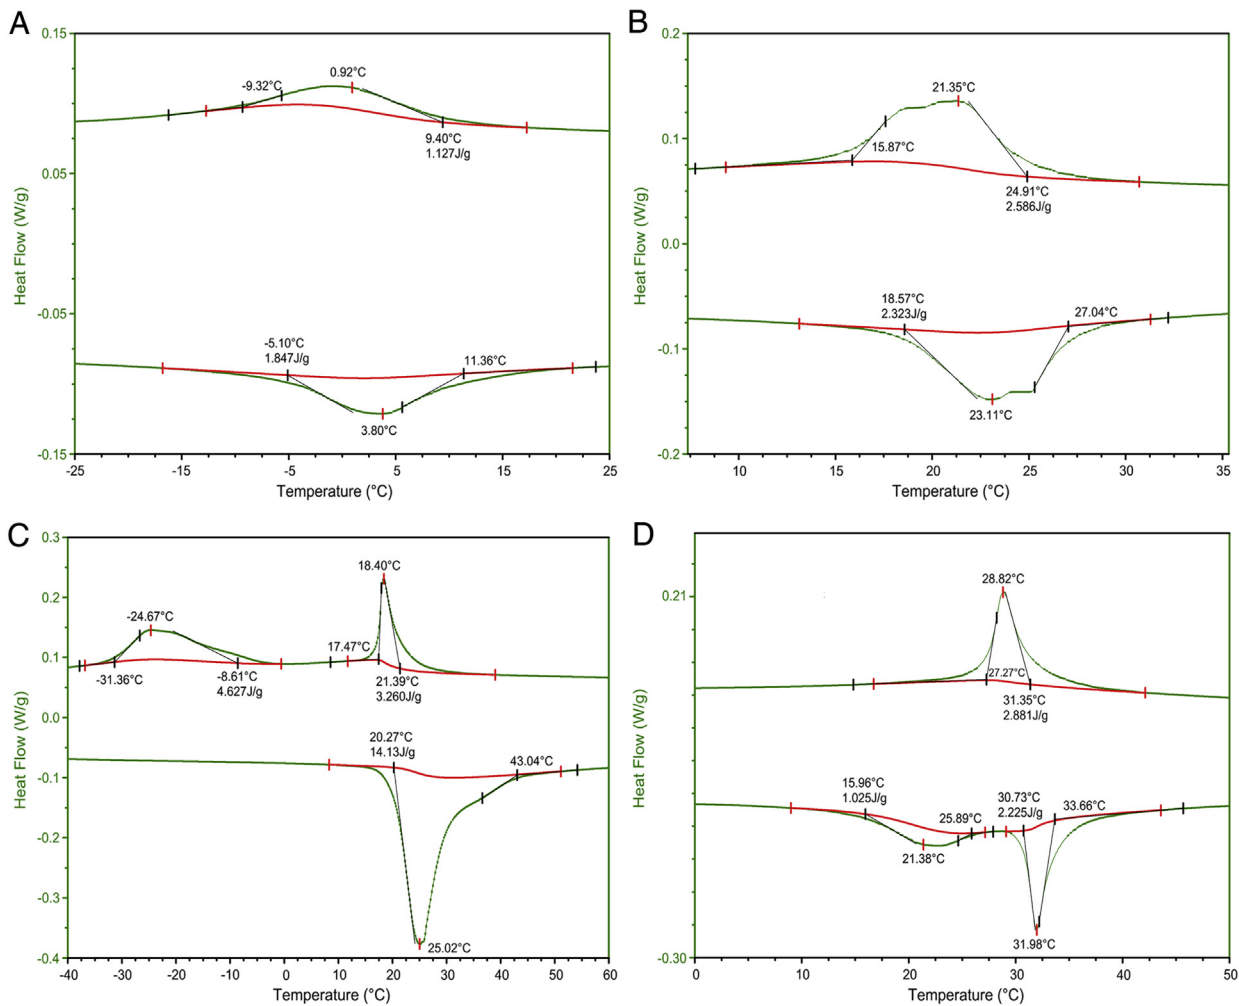 A
0.15
0.05
-0.05
-0.15
Heat Flow (W/g)
-9.32°C
0.92°C
9.40°C
1.127J/g
-5.10°C
1.847J/g
11.36°C
3.80°C
-25
-15
-5
5
15
25
Temperature (°C)
B
0.2
0.1
0.0
-0.1
-0.2
Heat Flow (W/g)
21.35°C
15.87°C
24.91°C
2.586J/g
18.57°C
2.323J/g
27.04°C
23.11°C
10
15
20
25
30
35
Temperature (°C)
C
0.3
0.2
0.1
0.0
-0.1
-0.2
-0.3
-0.4
Heat Flow (W/g)
18.40°C
-24.67°C
17.47°C
-31.36°C
-8.61°C
4.627J/g
21.39°C
3.260J/g
20.27°C
14.13J/g
43.04°C
25.02°C
-40
-30
-20
-10
0
10
20
30
40
50
60
Temperature (°C)
D
0.21
-0.30
Heat Flow (W/g)
28.82°C
27.27°C
31.35°C
2.881J/g
15.96°C
1.025J/g
25.89°C
30.73°C
2.225J/g
33.66°C
21.38°C
31.98°C
0
10
20
30
40
50
Temperature (°C)